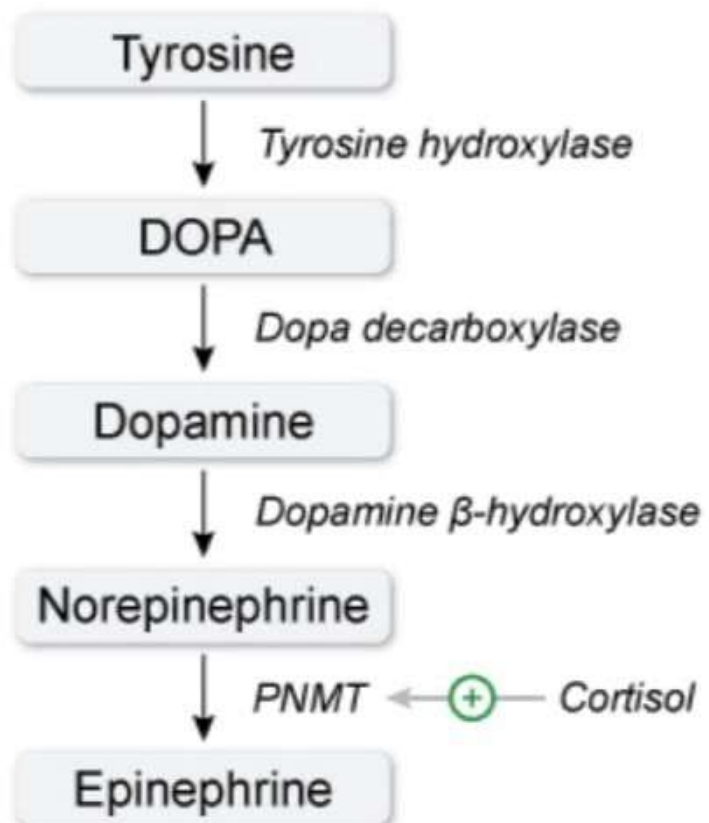 Tyrosine
Tyrosine hydroxylase
DOPA
Dopa decarboxylase
Dopamine
Dopamine β-hydroxylase
Norepinephrine
PNMT + Cortisol
Epinephrine